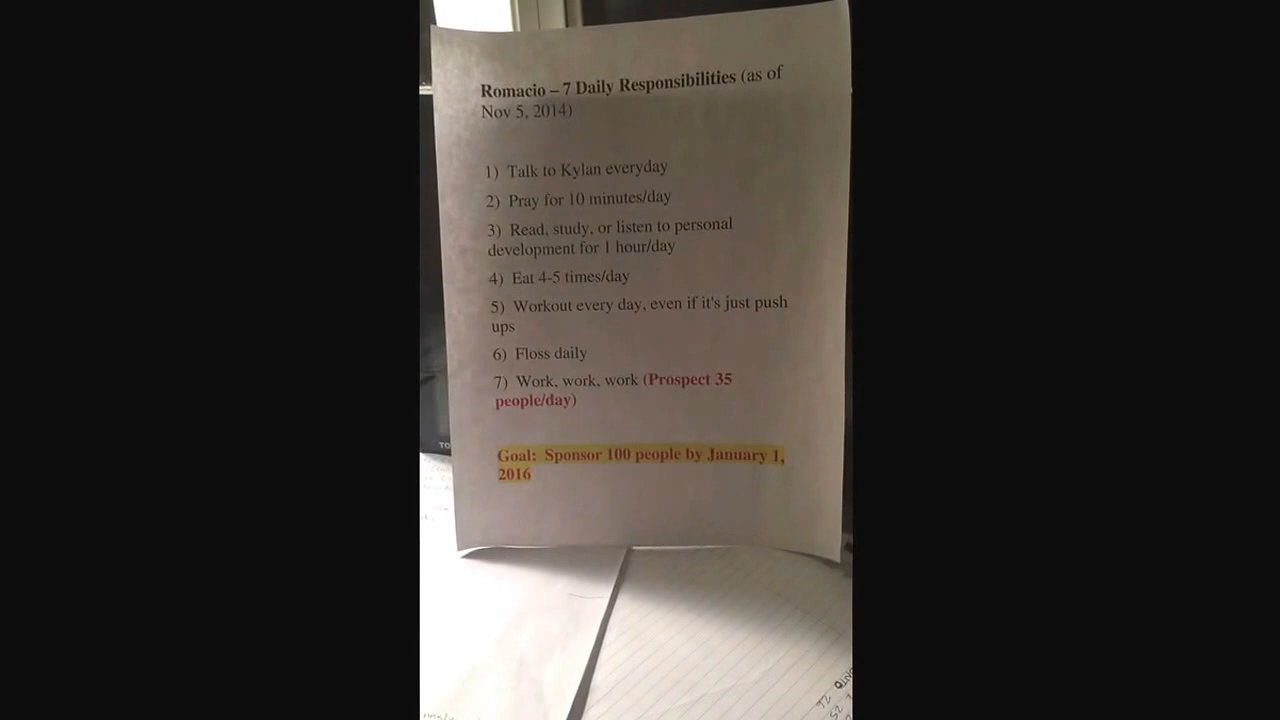 Romacio – 7 Daily Responsibilities (as of
Nov 5, 2014)
1) Talk to Kylan everyday
2) Pray for 10 minutes/day
3) Read, study, or listen to personal
development for 1 hour/day
4) Eat 4-5 times/day
5) Workout every day, even if it's just push
ups
6) Floss daily
7) Work, work, work (Prospect 35
people/day)
Goal: Sponsor 100 people by January 1,
2016